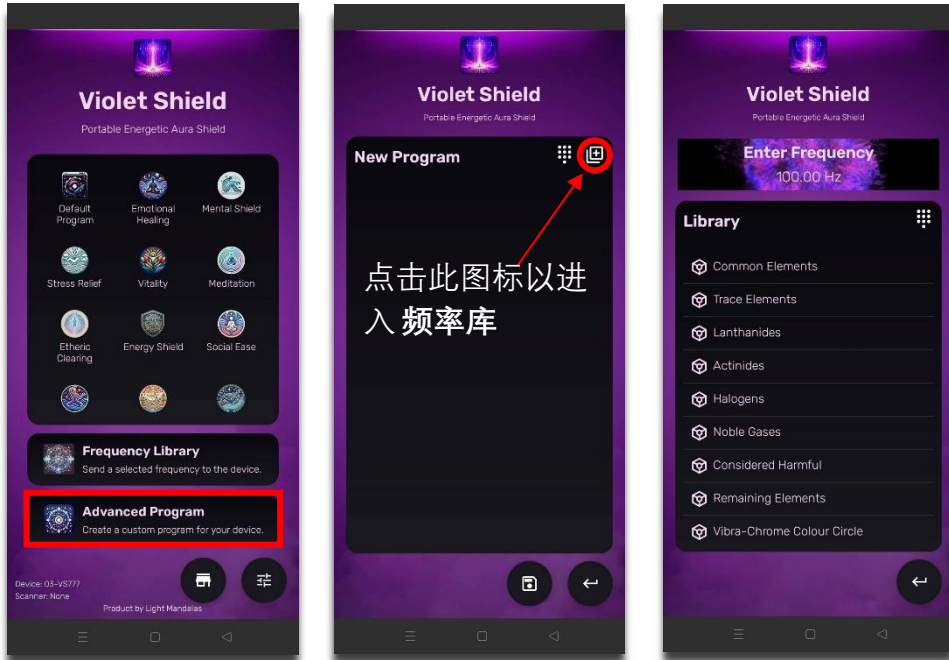 Violet Shield
Portable Energetic Aura Shield
Default
Program
Emotional
Healing
Mental Shield
Stress Relief
Vitality
Meditation
Etheric
Clearing
Energy Shield
Social Ease
Frequency Library
Send a selected frequency to the device.
Advanced Program
Create a custom program for your device.
Device: 03-VS777
Scanner: None
Product by Light Mandalas
Violet Shield
Portable Energetic Aura Shield
New Program
点击此图标以进
入 频率库
Violet Shield
Portable Energetic Aura Shield
Enter Frequency
100.00 Hz
Library
Common Elements
Trace Elements
Lanthanides
Actinides
Halogens
Noble Gases
Considered Harmful
Remaining Elements
Vibra-Chrome Colour Circle